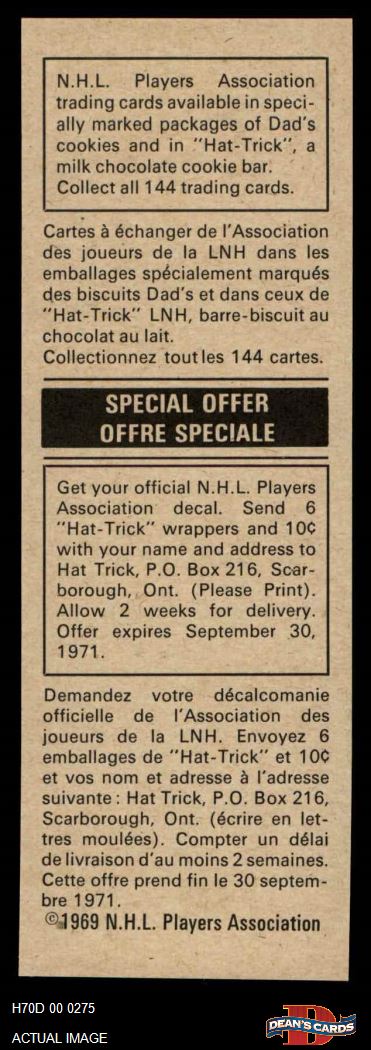 N.H.L. Players Association
trading cards available in speci-
ally marked packages of Dad's
cookies and in "Hat-Trick", a
milk chocolate cookie bar.
Collect all 144 trading cards.
Cartes à échanger de l'Association
des joueurs de la LNH dans les
emballages spécialement marqués
des biscuits Dad's et dans ceux de
"Hat-Trick" LNH, barre-biscuit au
chocolat au lait.
Collectionnez tout les 144 cartes.
SPECIAL OFFER
OFFRE SPECIALE
Get your official N.H.L. Players
Association decal. Send 6
"Hat-Trick" wrappers and 10¢
with your name and address to
Hat Trick, P.O. Box 216, Scar-
borough, Ont. (Please Print).
Allow 2 weeks for delivery.
Offer expires September 30,
1971.
Demandez votre décalcomanie
officielle de l'Association des
joueurs de la LNH. Envoyez 6
emballages de "Hat-Trick" et 10¢
et vos nom et adresse à l'adresse
suivante : Hat Trick, P.O. Box 216,
Scarborough, Ont. (écrire en let-
tres moulées). Compter un délai
de livraison d'au moins 2 semaines.
Cette offre prend fin le 30 septem-
bre 1971.
©1969 N.H.L. Players Association
H70D 00 0275
ACTUAL IMAGE
D
DEAN'S CARDS